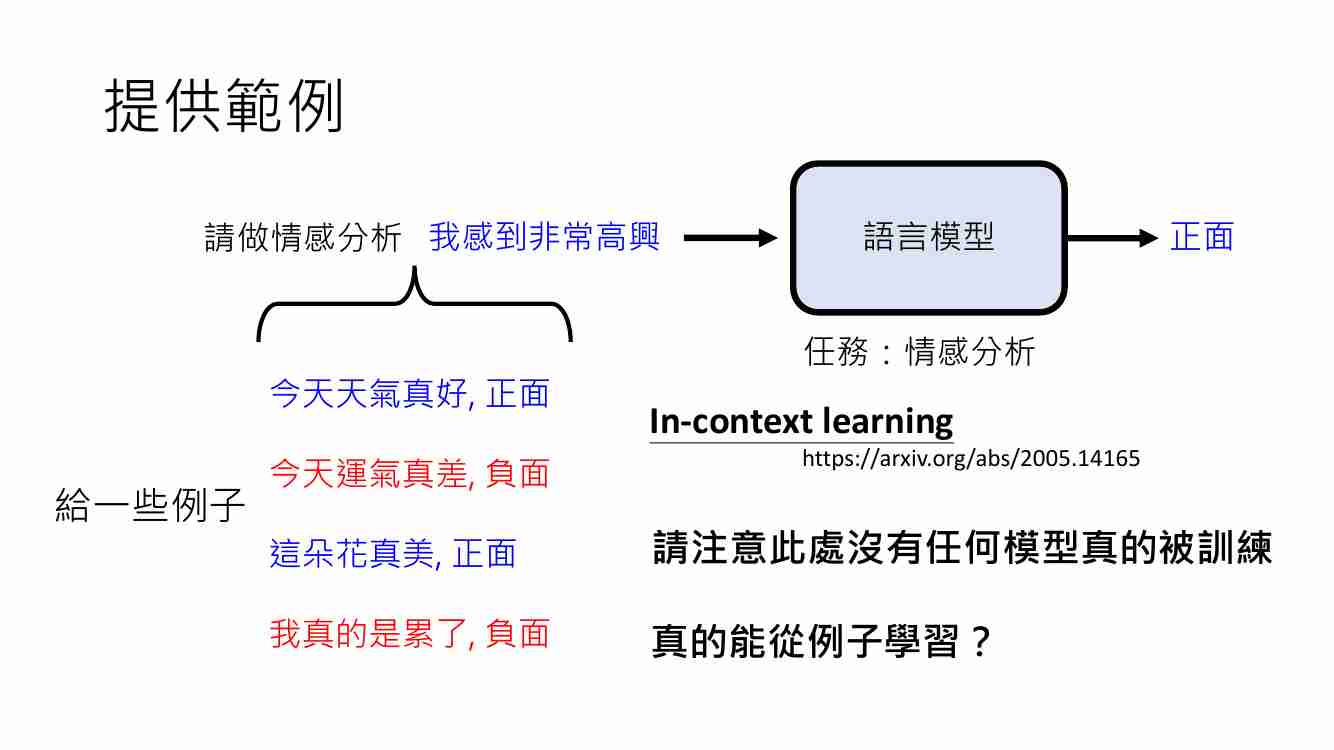 提供範例
請做情感分析 我感到非常高興
語言模型
正面
任務：情感分析
給一些例子
今天天氣真好, 正面
今天運氣真差, 負面
這朵花真美, 正面
我真的是累了, 負面
In-context learning
https://arxiv.org/abs/2005.14165
請注意此處沒有任何模型真的被訓練
真的能從例子學習？